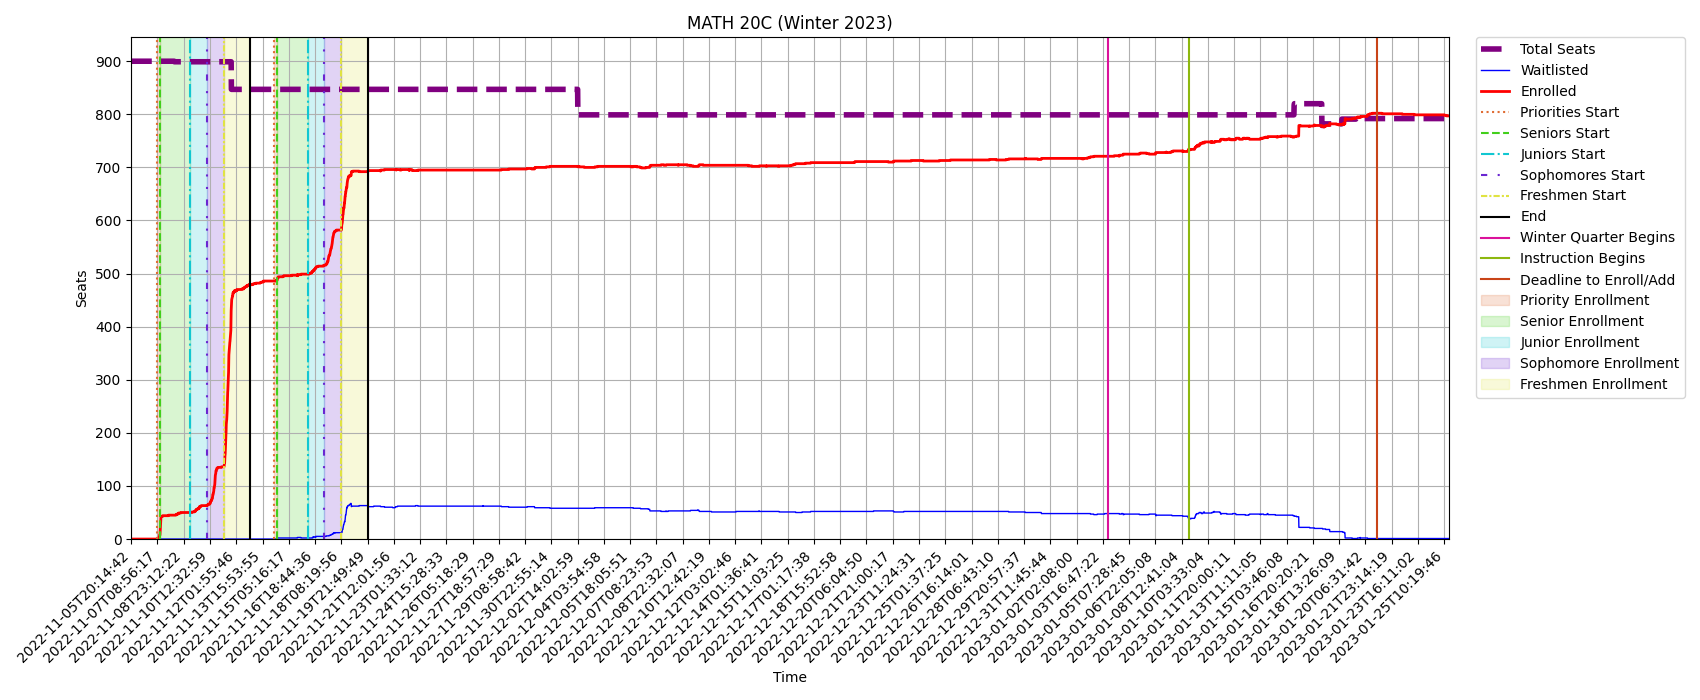 MATH 20C (Winter 2023)
Seats
900
800
700
600
500
400
300
200
100
0
2022-11-05T20:14:42
2022-11-07T08:56:17
2022-11-08T23:12:22
2022-11-10T12:32:59
2022-11-12T01:55:46
2022-11-13T15:53:55
2022-11-15T05:16:17
2022-11-16T18:44:36
2022-11-18T08:19:56
2022-11-19T21:49:49
2022-11-21T12:01:56
2022-11-23T01:33:12
2022-11-24T15:28:33
2022-11-26T05:18:29
2022-11-27T18:57:29
2022-11-29T08:58:42
2022-11-30T22:55:14
2022-12-02T14:02:59
2022-12-04T03:54:58
2022-12-05T18:05:51
2022-12-07T08:23:53
2022-12-08T22:32:07
2022-12-10T12:42:19
2022-12-12T03:02:46
2022-12-14T01:36:41
2022-12-15T11:03:25
2022-12-17T01:17:38
2022-12-18T15:52:58
2022-12-20T06:04:50
2022-12-21T21:00:17
2022-12-23T11:24:31
2022-12-25T01:37:25
2022-12-26T16:14:01
2022-12-28T06:43:10
2022-12-29T20:57:37
2022-12-31T11:45:44
2023-01-02T02:08:00
2023-01-03T16:47:22
2023-01-05T07:28:45
2023-01-06T22:05:08
2023-01-08T12:41:04
2023-01-10T03:33:04
2023-01-11T20:00:11
2023-01-13T11:11:05
2023-01-15T03:46:08
2023-01-16T21:20:21
2023-01-18T13:26:09
2023-01-20T06:31:42
2023-01-21T23:14:19
2023-01-23T16:11:02
2023-01-25T10:19:46
Time
Total Seats
Waitlisted
Enrolled
Priorities Start
Seniors Start
Juniors Start
Sophomores Start
Freshmen Start
End
Winter Quarter Begins
Instruction Begins
Deadline to Enroll/Add
Priority Enrollment
Senior Enrollment
Junior Enrollment
Sophomore Enrollment
Freshmen Enrollment